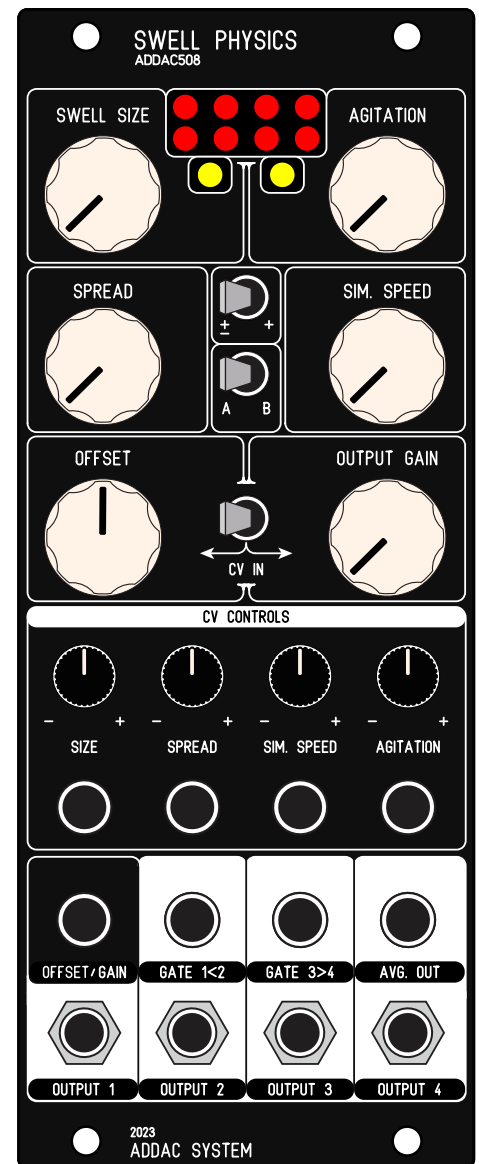 SWELL PHYSICS
ADDAC508
SWELL SIZE
AGITATION
SPREAD
SIM. SPEED
± +
A B
OFFSET
OUTPUT GAIN
CV IN
CV CONTROLS
- + - + - + - +
SIZE SPREAD SIM. SPEED AGITATION
OFFSET/GAIN GATE 1<2 GATE 3>4 AVG. OUT
OUTPUT 1 OUTPUT 2 OUTPUT 3 OUTPUT 4
2023
ADDAC SYSTEM